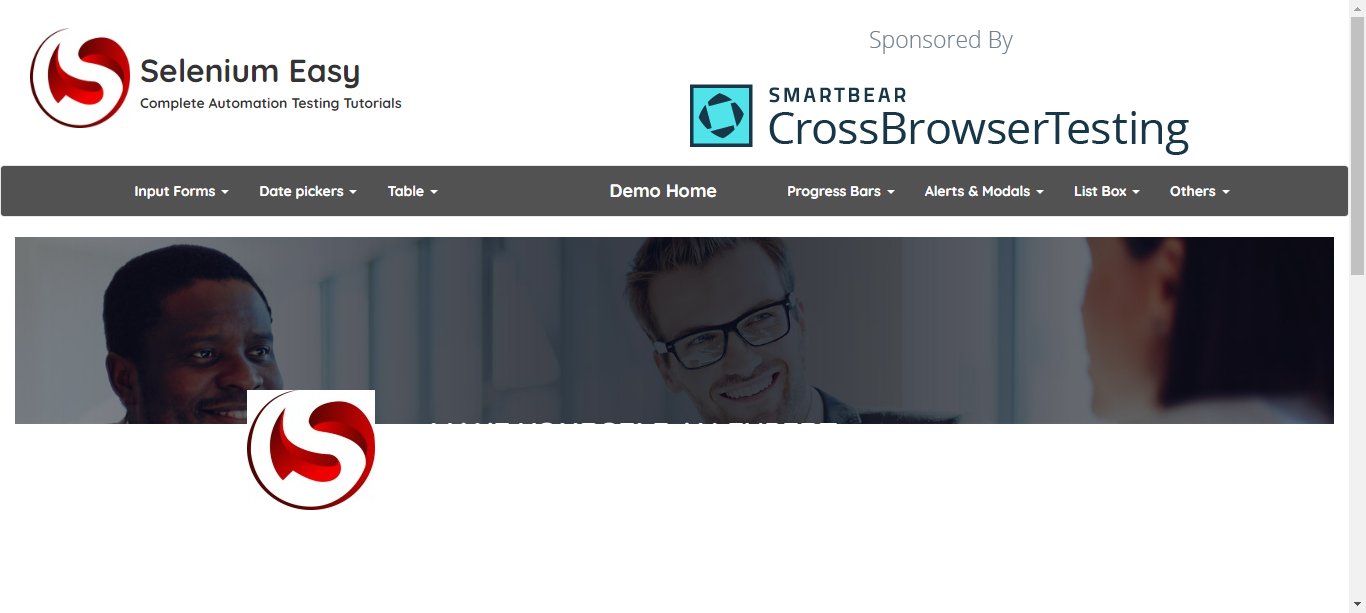 Selenium Easy
Complete Automation Testing Tutorials
Sponsored By
SMARTBEAR
CrossBrowserTesting
Input Forms
Date pickers
Table
Demo Home
Progress Bars
Alerts & Modals
List Box
Others